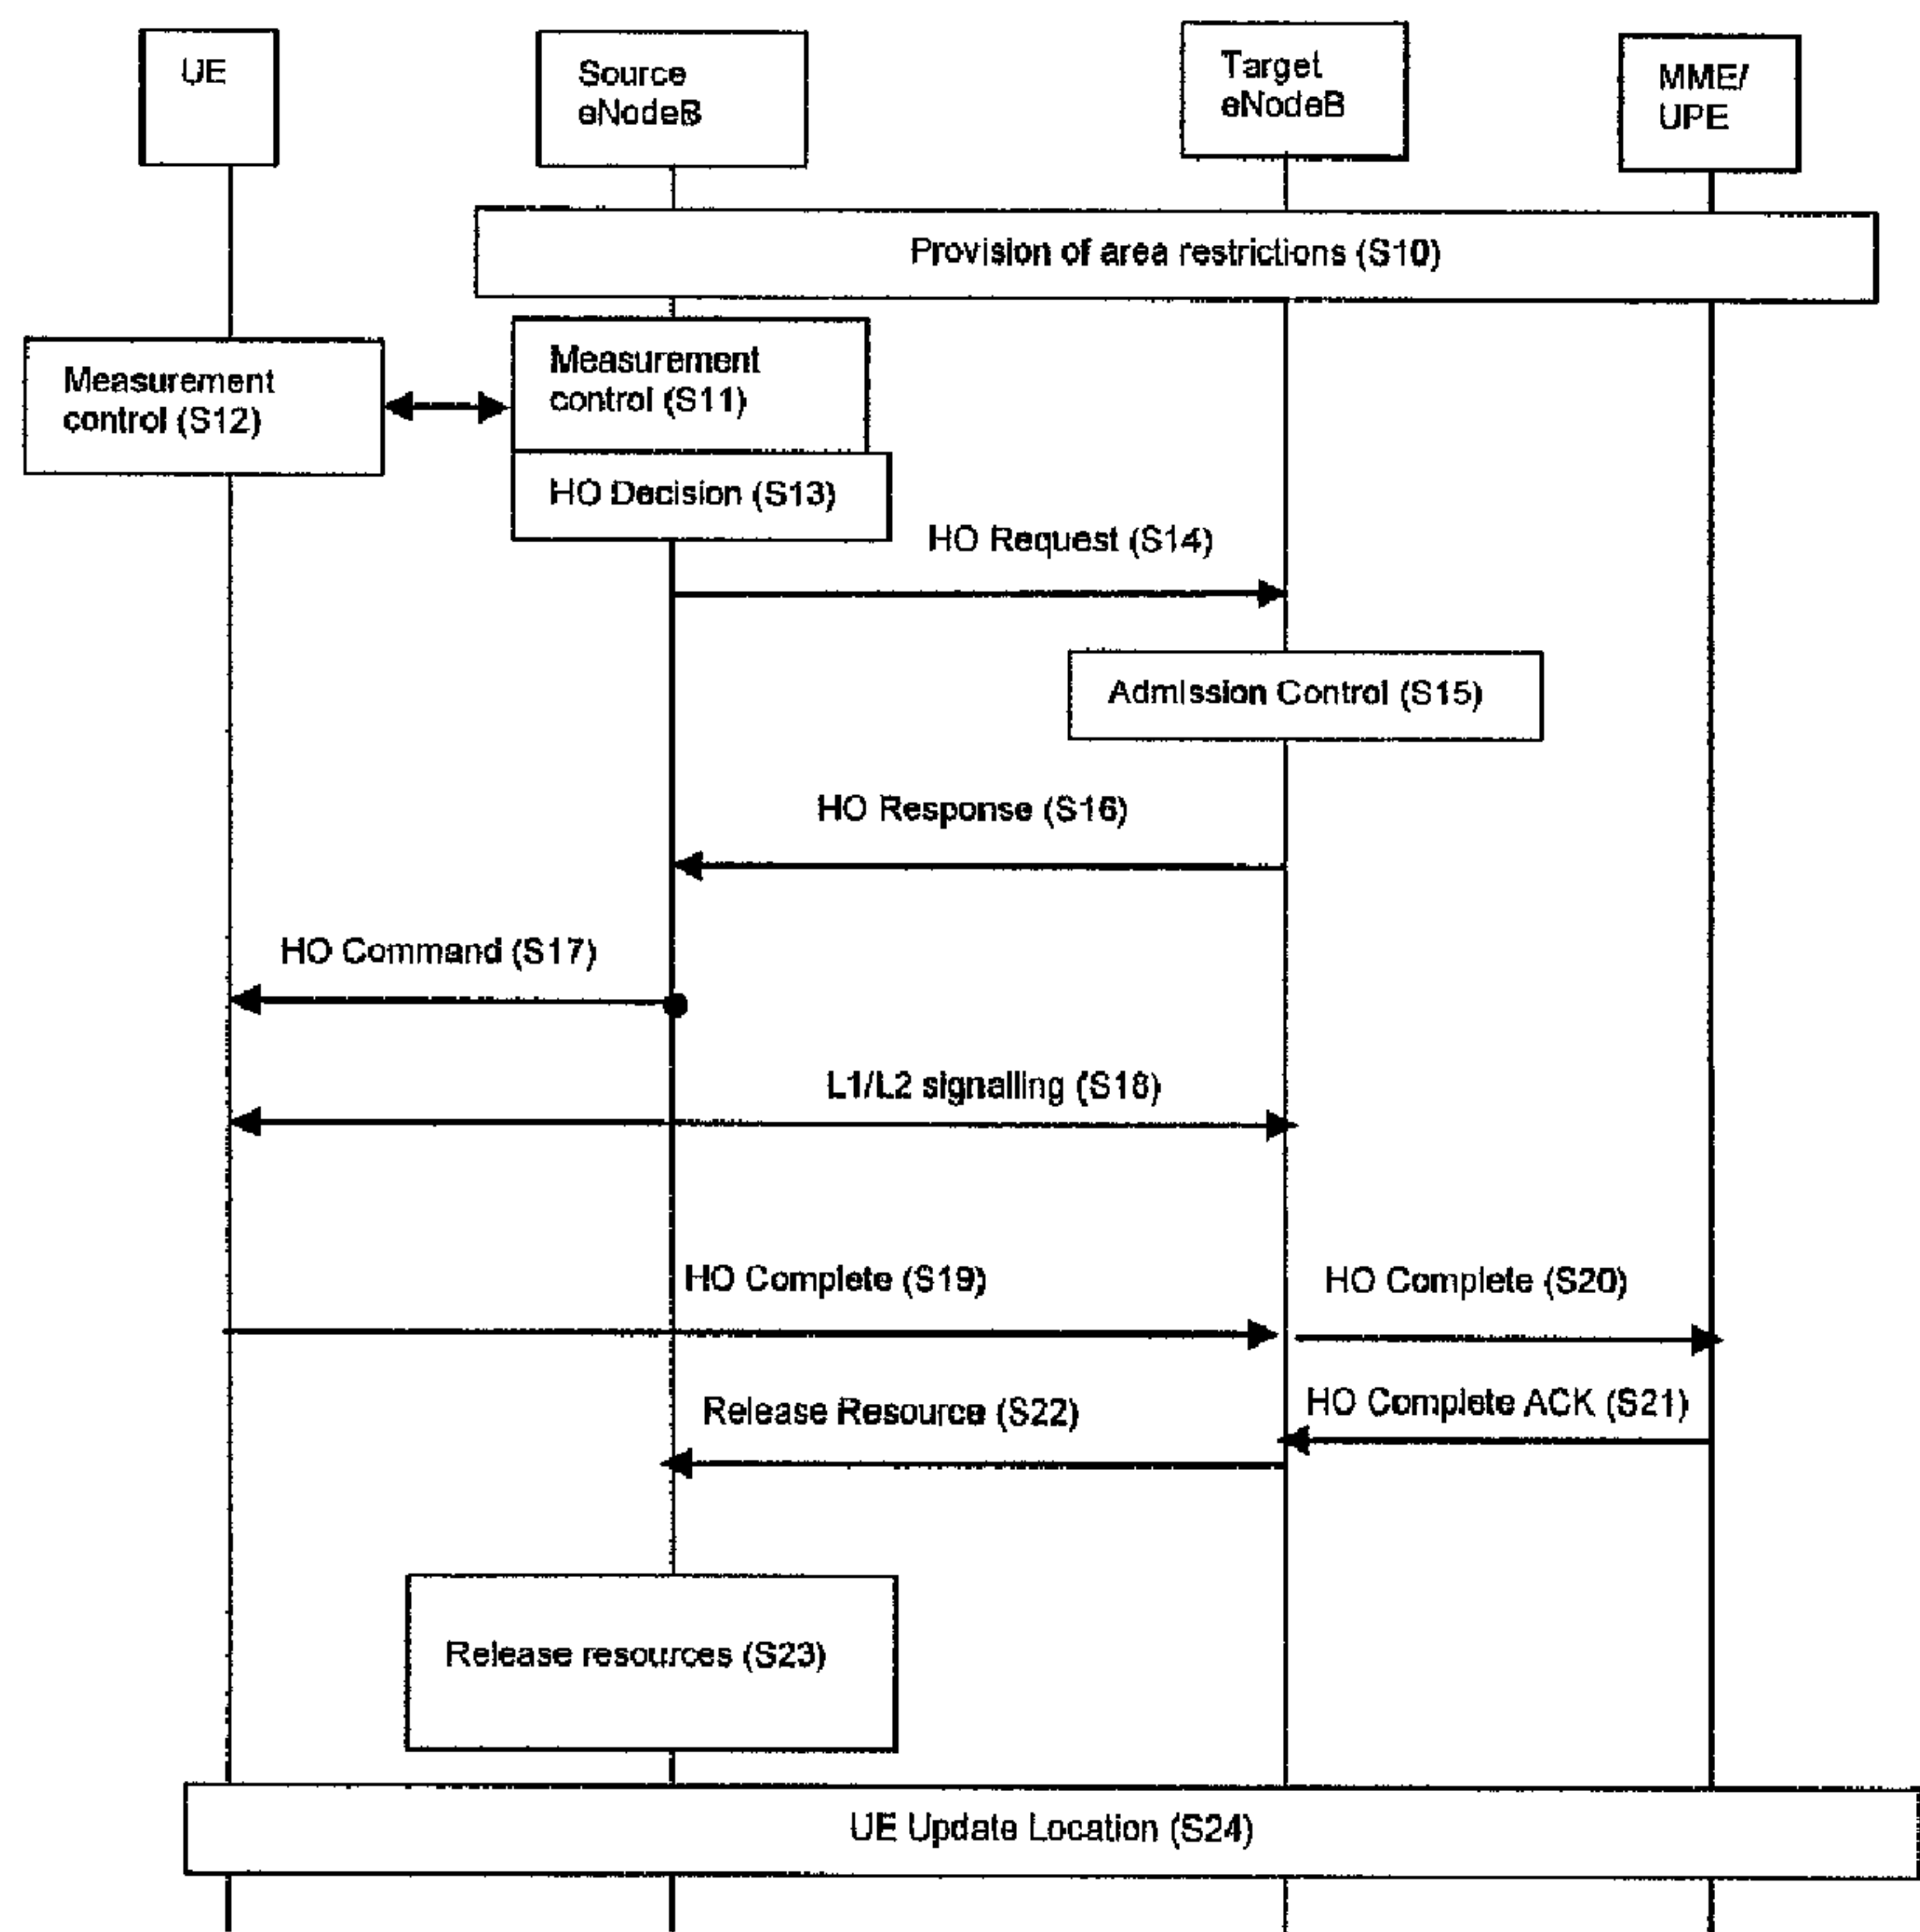 UE
Source
eNodeB
Target
eNodeB
MME/
UPE
Provision of area restrictions (S10)
Measurement
control (S12)
Measurement
control (S11)
HO Decision (S13)
HO Request (S14)
Admission Control (S15)
HO Response (S16)
HO Command (S17)
L1/L2 signalling (S18)
HO Complete (S19)
HO Complete (S20)
HO Complete ACK (S21)
Release Resource (S22)
Release resources (S23)
UE Update Location (S24)